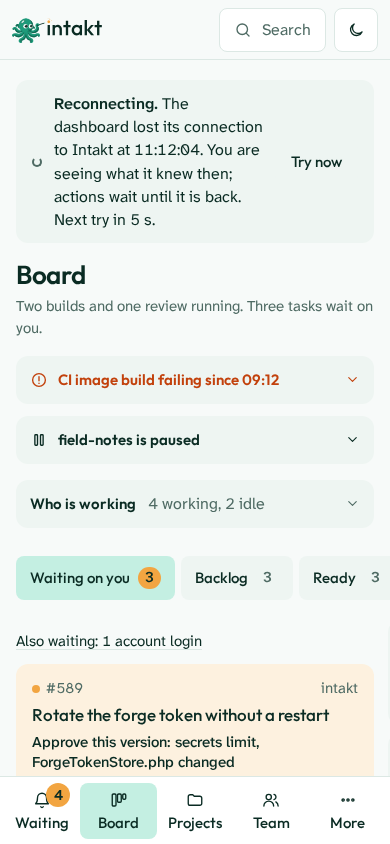 intakt
Search
Reconnecting. The
dashboard lost its connection
to Intakt at 11:12:04. You are
seeing what it knew then;
actions wait until it is back.
Next try in 5 s.
Try now
Board
Two builds and one review running. Three tasks wait on
you.
CI image build failing since 09:12
field-notes is paused
Who is working 4 working, 2 idle
Waiting on you 3 Backlog 3 Ready 3
Also waiting: 1 account login
#589 intakt
Rotate the forge token without a restart
Approve this version: secrets limit,
ForgeTokenStore.php changed
4
Waiting Board Projects Team More